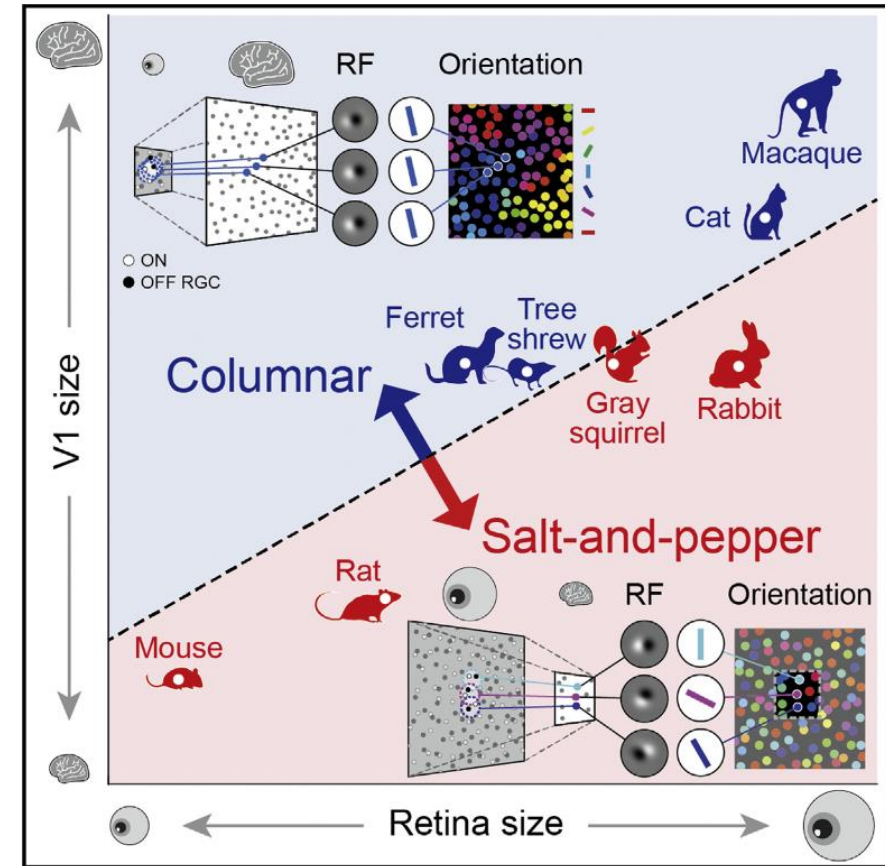 RF Orientation
Macaque
Cat
ON
OFF RGC
Ferret
Tree
shrew
Columnar
Gray
squirrel
Rabbit
V1 size
Salt-and-pepper
Rat
RF Orientation
Mouse
Retina size